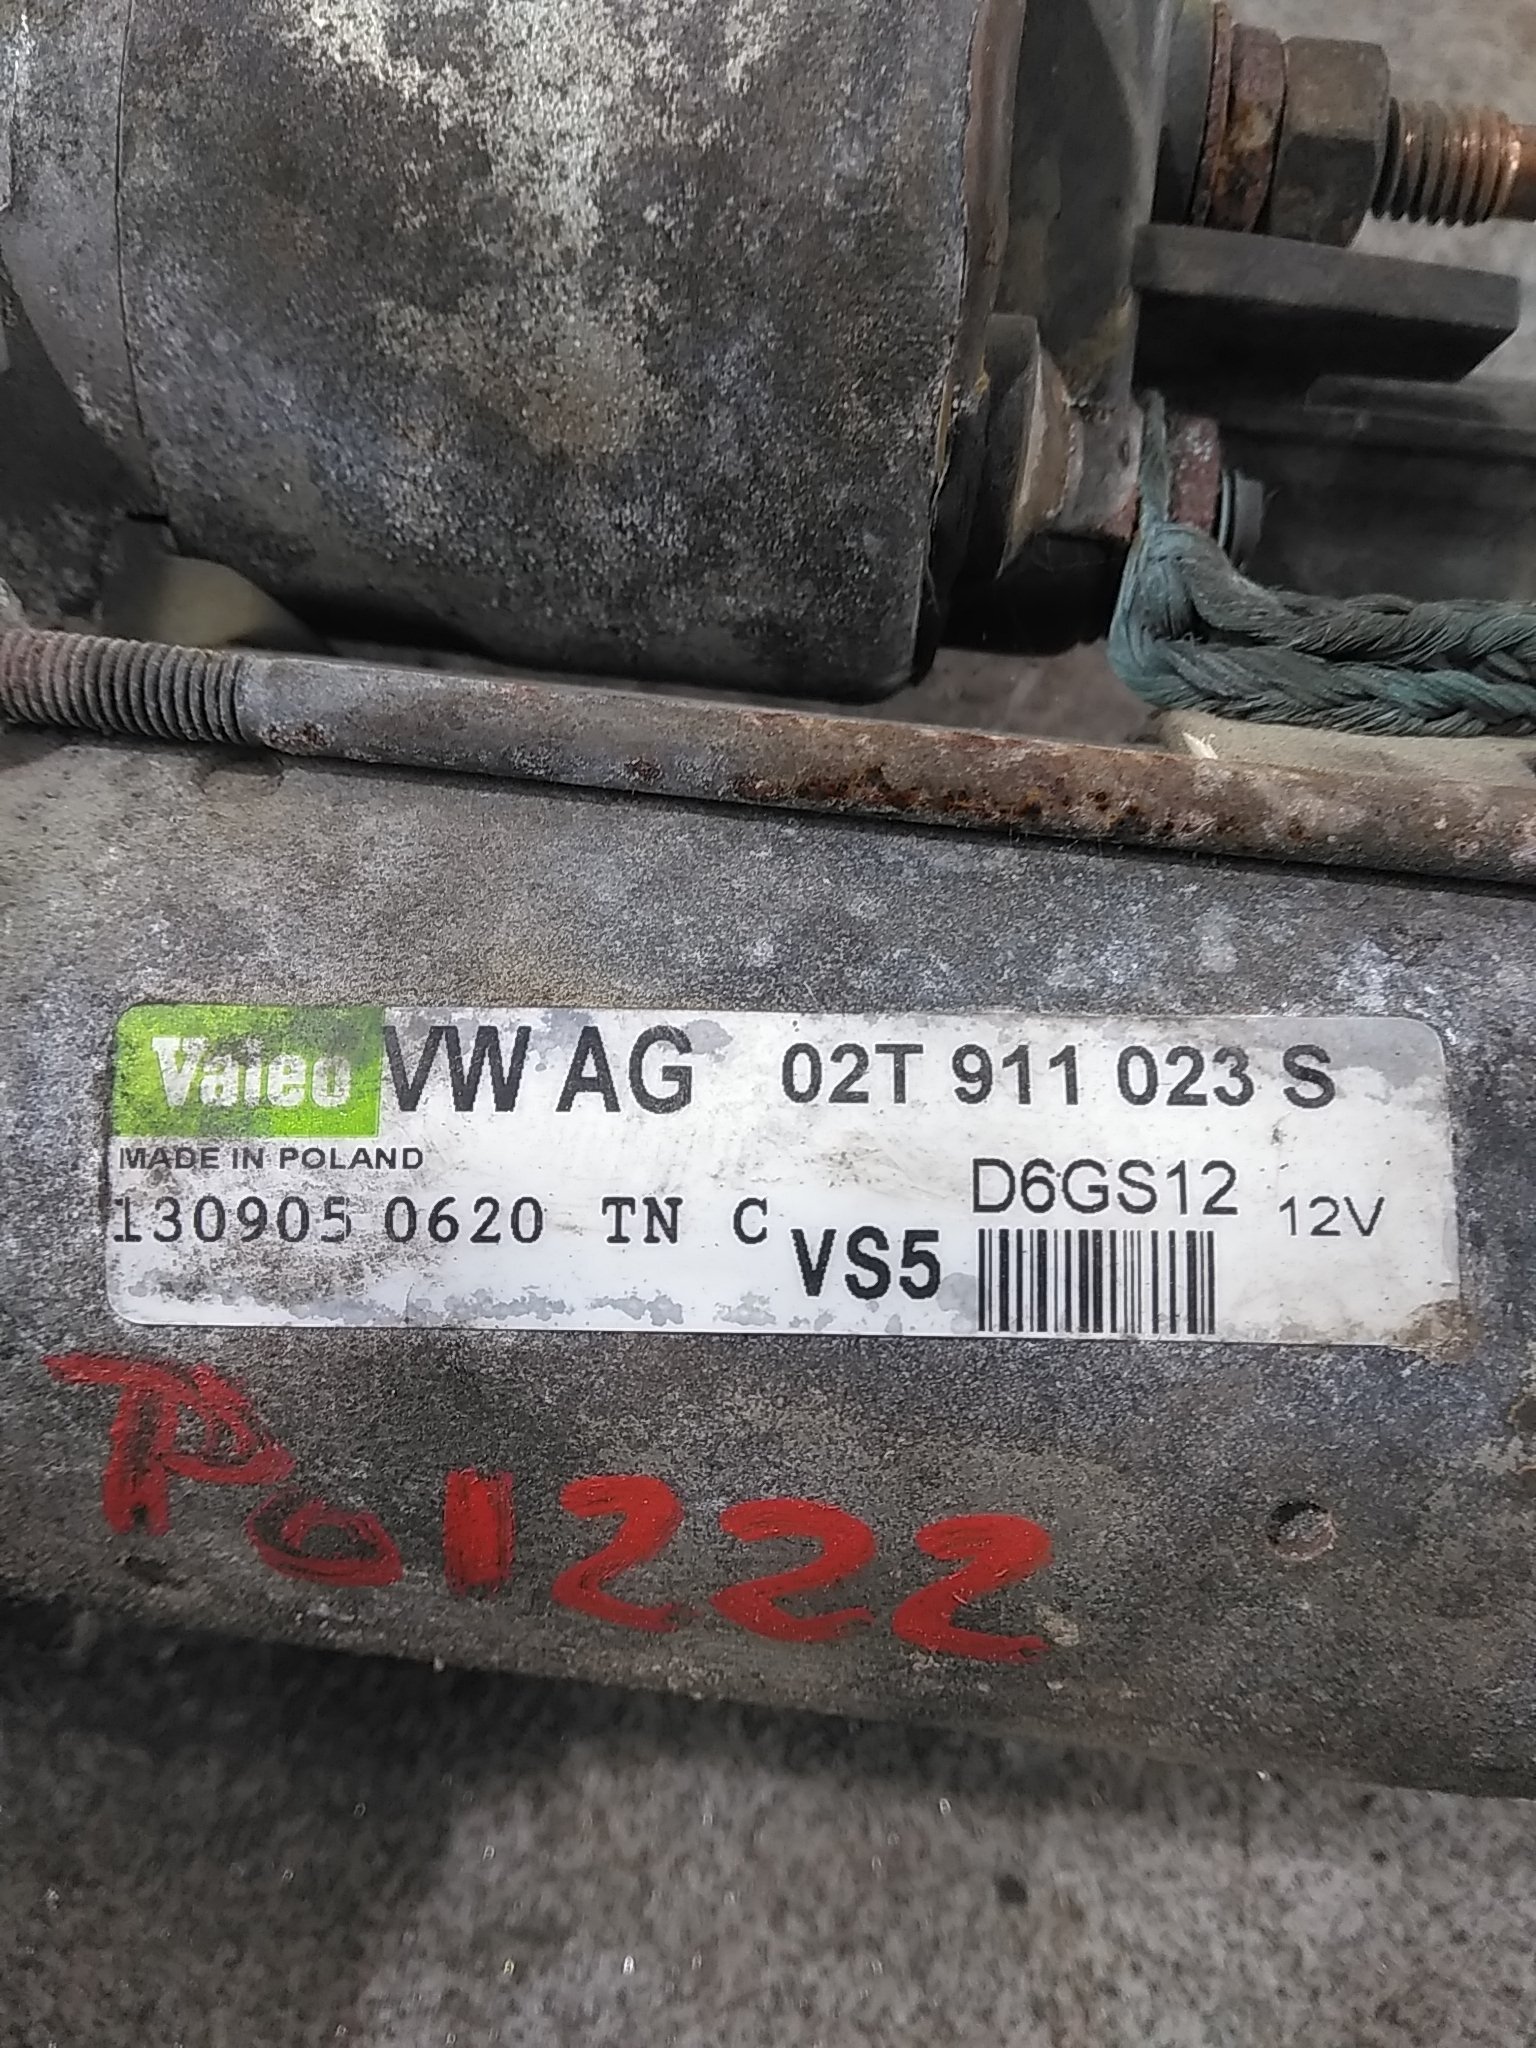 Valeo VW AG 02T 911 023 S
MADE IN POLAND
130905 0620 TN C VS5 D6GS12 12V
Po1222